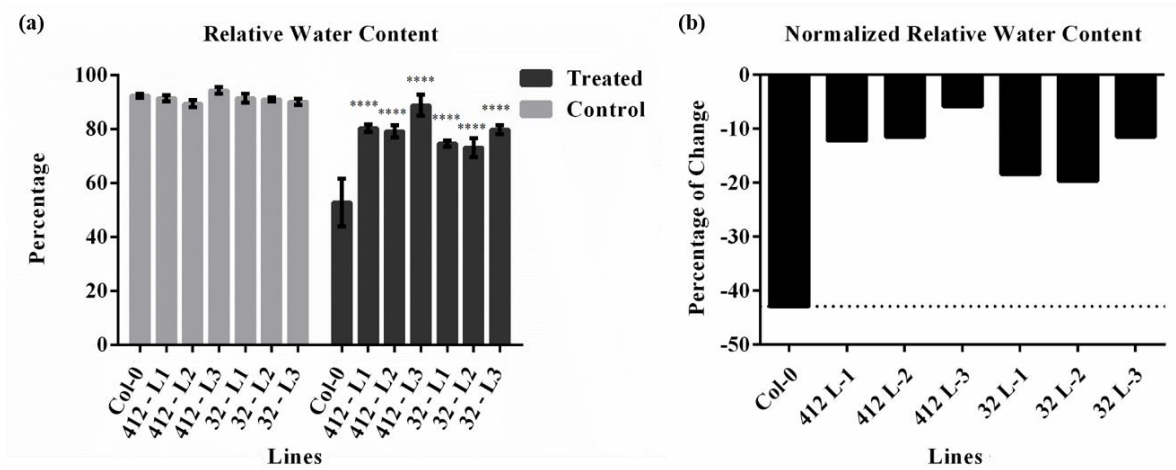 (a)
Relative Water Content
Percentage
100
80
60
40
20
0
Treated
Control
****
****
****
****
****
****
Col-0
412 - L1
412 - L2
412 - L3
32 - L1
32 - L2
32 - L3
Col-0
412 - L1
412 - L2
412 - L3
32 - L1
32 - L2
32 - L3
Lines
(b)
Normalized Relative Water Content
Percentage of Change
0
-10
-20
-30
-40
-50
Col-0
412 L-1
412 L-2
412 L-3
32 L-1
32 L-2
32 L-3
Lines